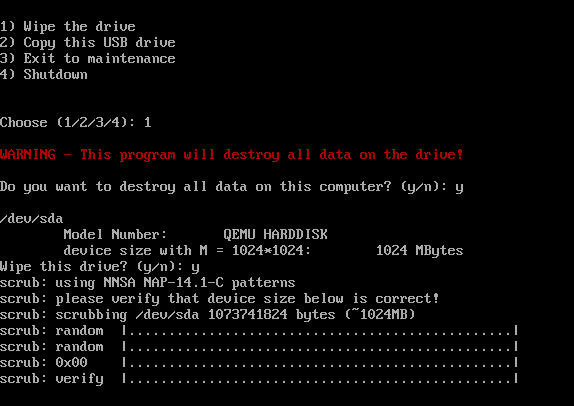 1) Wipe the drive
2) Copy this USB drive
3) Exit to maintenance
4) Shutdown
Choose (1/2/3/4): 1
WARNING - This program will destroy all data on the drive!
Do you want to destroy all data on this computer? (y/n): y
/dev/sda
Model Number: QEMU HARDDISK
device size with M = 1024*1024: 1024 MBytes
Wipe this drive? (y/n): y
scrub: using NNSA NAP-14.1-C patterns
scrub: please verify that device size below is correct!
scrub: scrubbing /dev/sda 1073741824 bytes (~1024MB)
scrub: random |................................................|
scrub: random |................................................|
scrub: 0x00 |................................................|
scrub: verify |................................................|